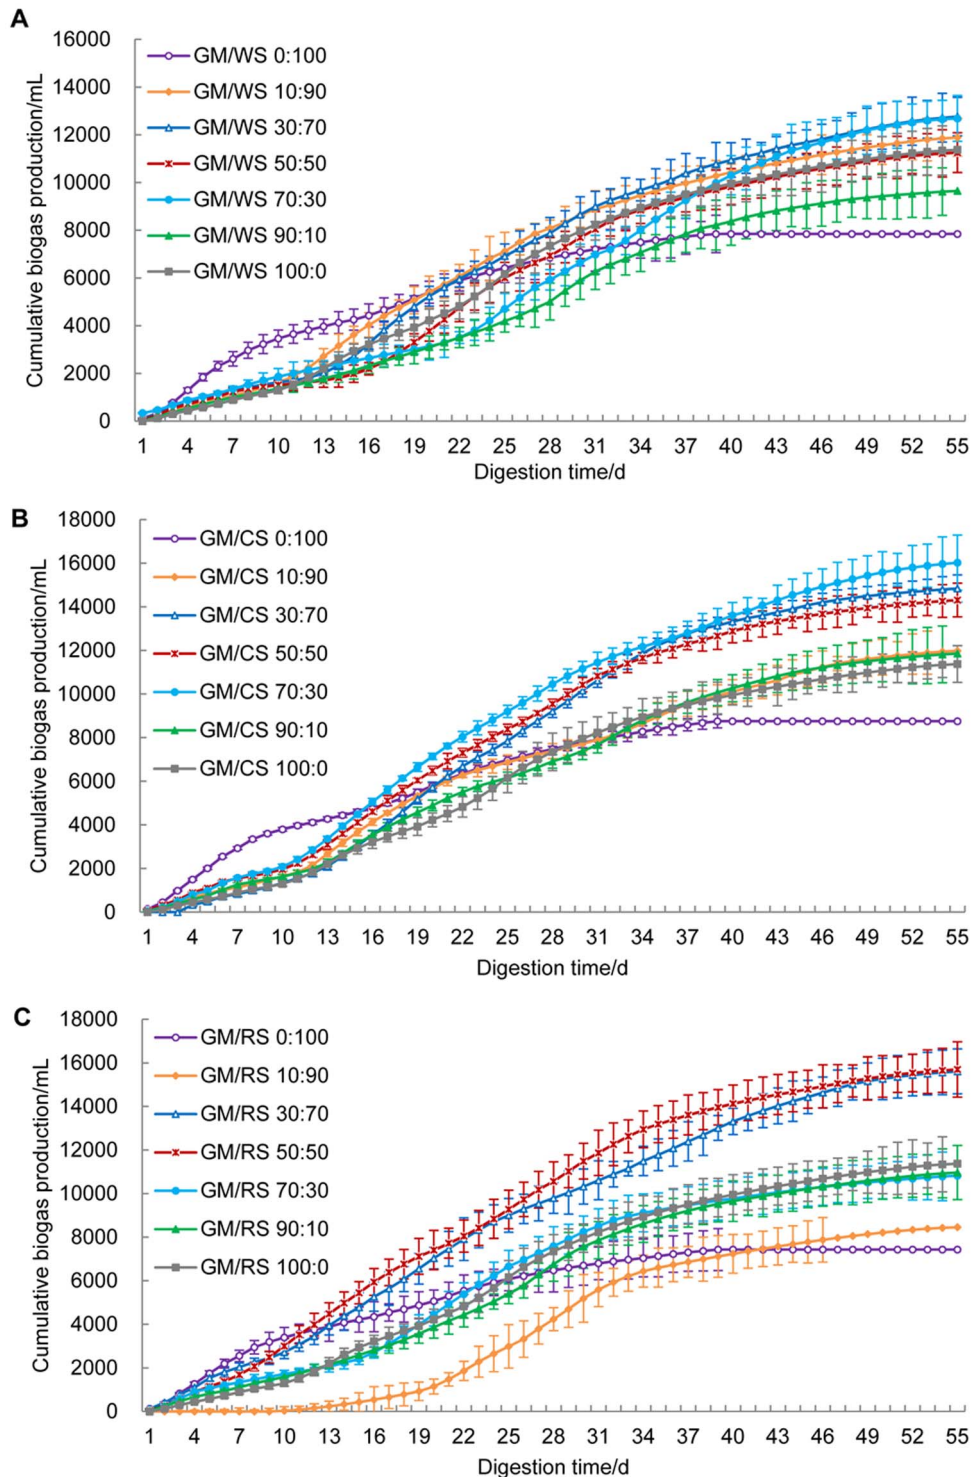 A
16000
14000
12000
10000
8000
6000
4000
2000
0
Cumulative biogas production/mL
GM/WS 0:100
GM/WS 10:90
GM/WS 30:70
GM/WS 50:50
GM/WS 70:30
GM/WS 90:10
GM/WS 100:0
1 4 7 10 13 16 19 22 25 28 31 34 37 40 43 46 49 52 55
Digestion time/d
B
18000
16000
14000
12000
10000
8000
6000
4000
2000
0
Cumulative biogas production/mL
GM/CS 0:100
GM/CS 10:90
GM/CS 30:70
GM/CS 50:50
GM/CS 70:30
GM/CS 90:10
GM/CS 100:0
1 4 7 10 13 16 19 22 25 28 31 34 37 40 43 46 49 52 55
Digestion time/d
C
18000
16000
14000
12000
10000
8000
6000
4000
2000
0
Cumulative biogas production/mL
GM/RS 0:100
GM/RS 10:90
GM/RS 30:70
GM/RS 50:50
GM/RS 70:30
GM/RS 90:10
GM/RS 100:0
1 4 7 10 13 16 19 22 25 28 31 34 37 40 43 46 49 52 55
Digestion time/d